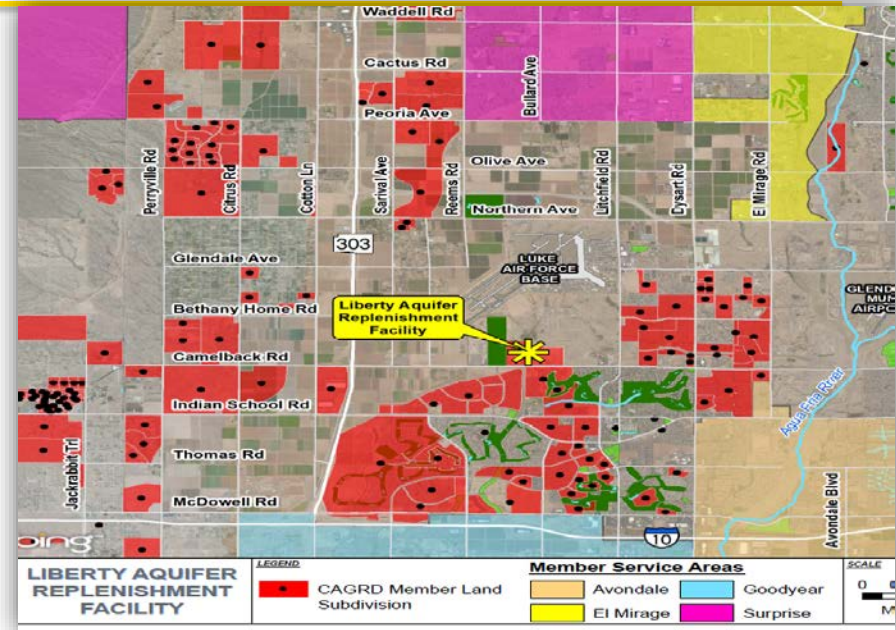 Waddell Rd
Cactus Rd
Bullard Ave
Peoria Ave
Perryville Rd
Citrus Rd
Cotton Ln
Sarival Ave
Reems Rd
Olive Ave
Litchfield Rd
Dysart Rd
El Mirage Rd
Northern Ave
303
Glendale Ave
LUKE
AIR FORCE
BASE
Bethany Home Rd
Liberty Aquifer
Replenishment
Facility
Camelback Rd
Indian School Rd
Agua Fria River
Thomas Rd
Jackrabbit Trl
McDowell Rd
Avondale Blvd
10
bing
LIBERTY AQUIFER
REPLENISHMENT
FACILITY
LEGEND
CAGRD Member Land
Subdivision
Member Service Areas
Avondale
Goodyear
El Mirage
Surprise
SCALE
0